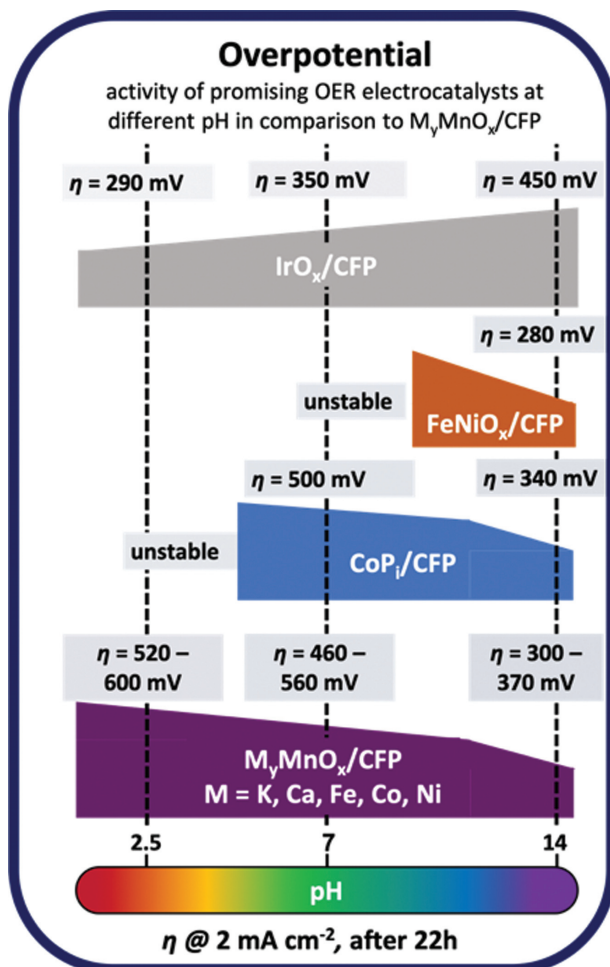 Overpotential
activity of promising OER electrocatalysts at
different pH in comparison to MyMnOx/CFP
η = 290 mV
η = 350 mV
η = 450 mV
IrOx/CFP
η = 280 mV
unstable
FeNiOx/CFP
η = 500 mV
η = 340 mV
unstable
CoPi/CFP
η = 520 –
600 mV
η = 460 –
560 mV
η = 300 –
370 mV
MyMnOx/CFP
M = K, Ca, Fe, Co, Ni
2.5
7
14
pH
η @ 2 mA cm⁻², after 22h